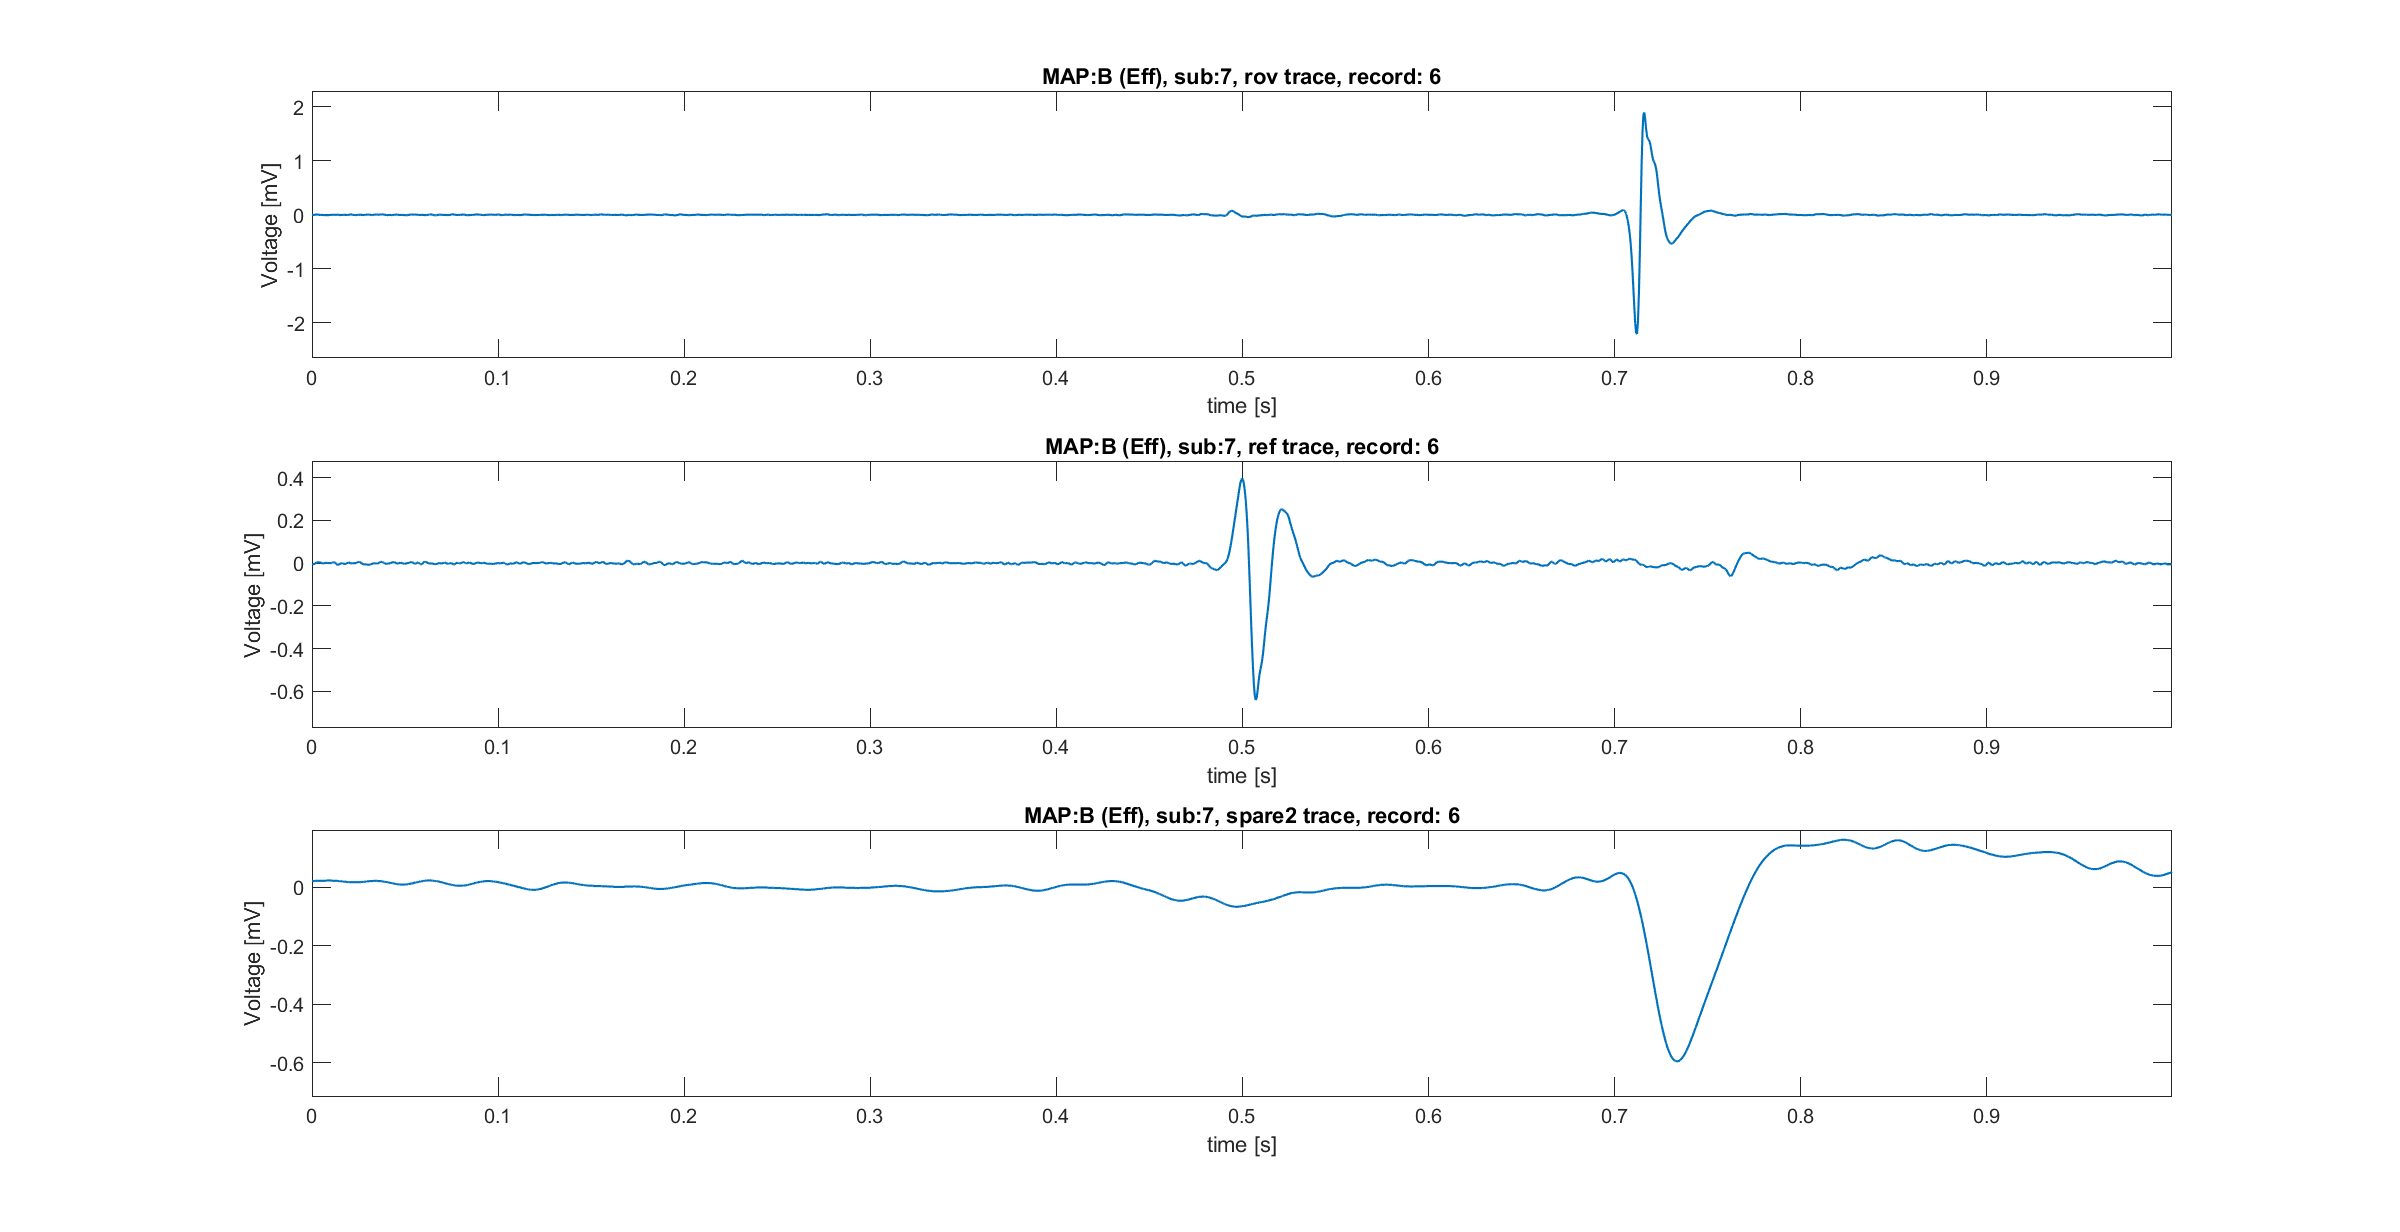 MAP:B (Eff), sub:7, rov trace, record: 6
2
1
0
-1
-2
Voltage [mV]
0 0.1 0.2 0.3 0.4 0.5 0.6 0.7 0.8 0.9
time [s]
MAP:B (Eff), sub:7, ref trace, record: 6
0.4
0.2
0
-0.2
-0.4
-0.6
Voltage [mV]
0 0.1 0.2 0.3 0.4 0.5 0.6 0.7 0.8 0.9
time [s]
MAP:B (Eff), sub:7, spare2 trace, record: 6
0
-0.2
-0.4
-0.6
Voltage [mV]
0 0.1 0.2 0.3 0.4 0.5 0.6 0.7 0.8 0.9
time [s]